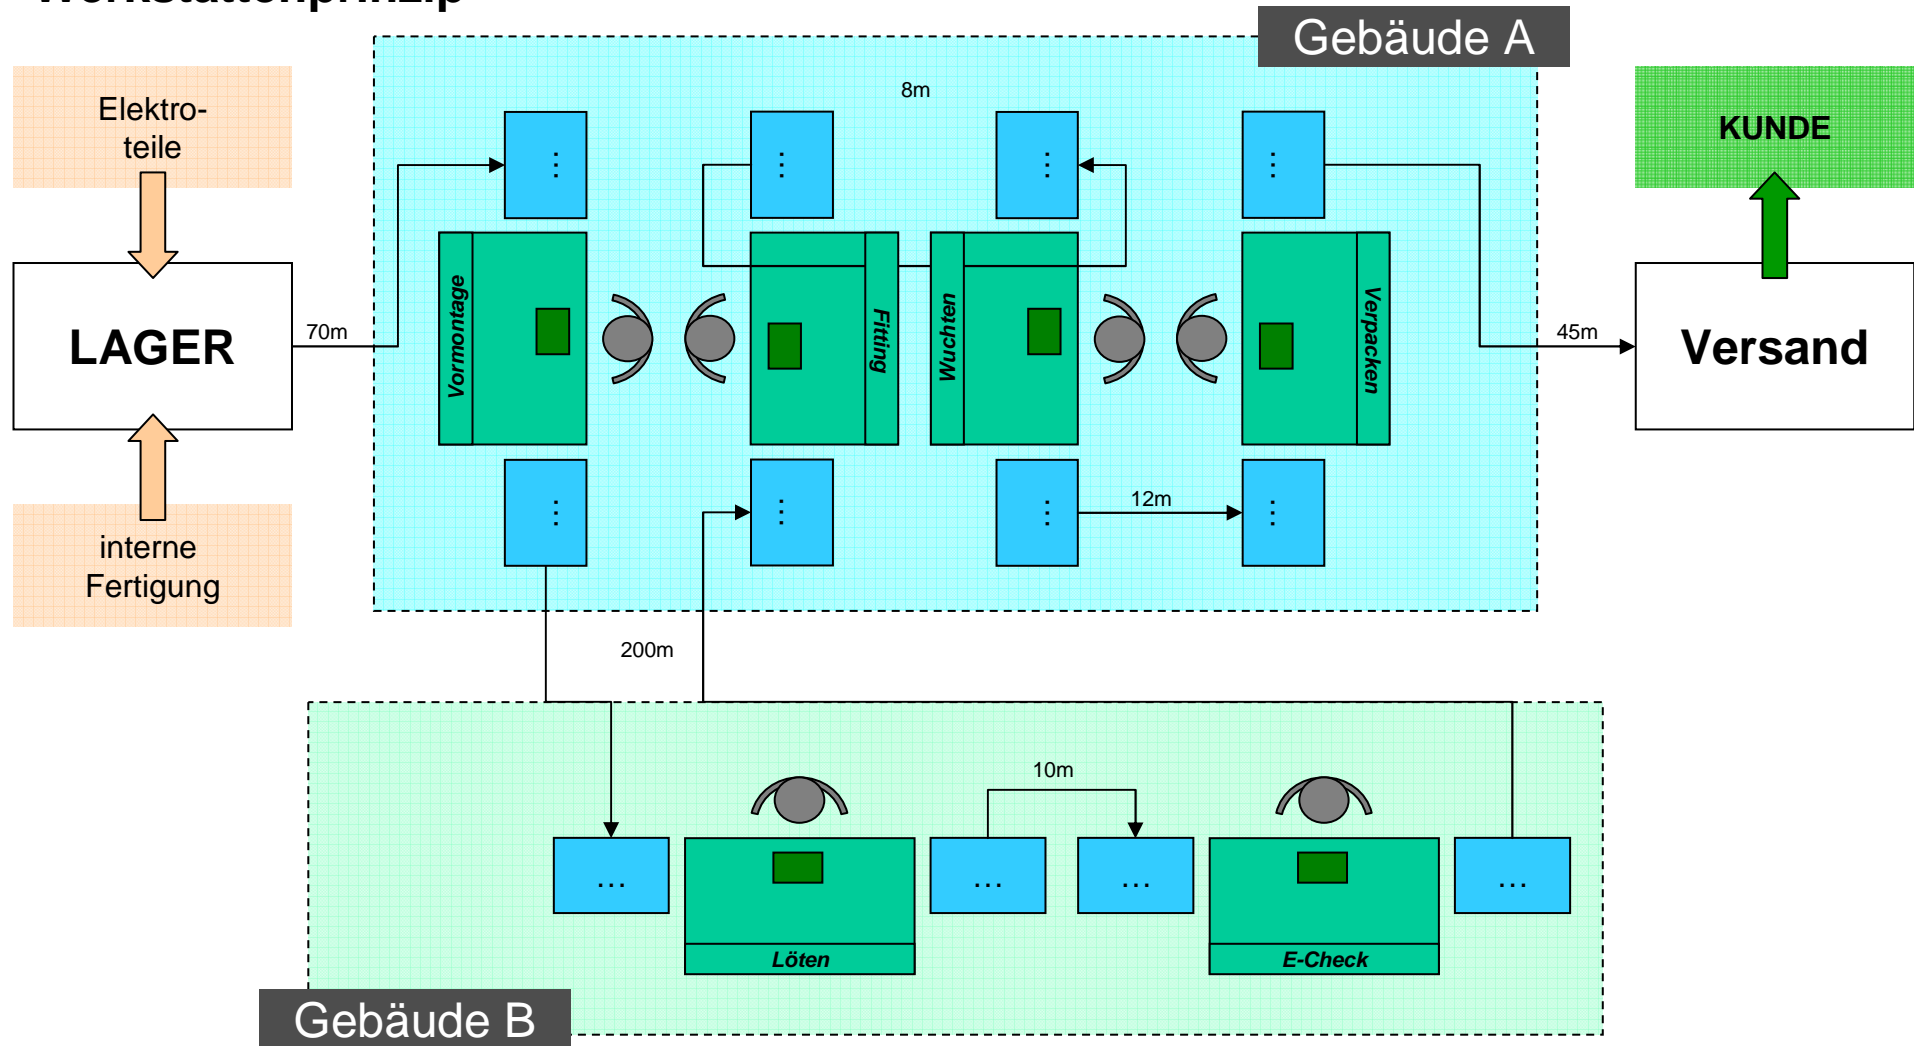 Werkstättenprinzip
Gebäude A
8m
Elektro-
teile
KUNDE
...
...
...
...
LAGER
70m
Vormontage
Fitting
Wuchten
Verpacken
45m
Versand
...
...
...
12m
...
interne
Fertigung
200m
10m
...
...
...
...
Löten
E-Check
Gebäude B